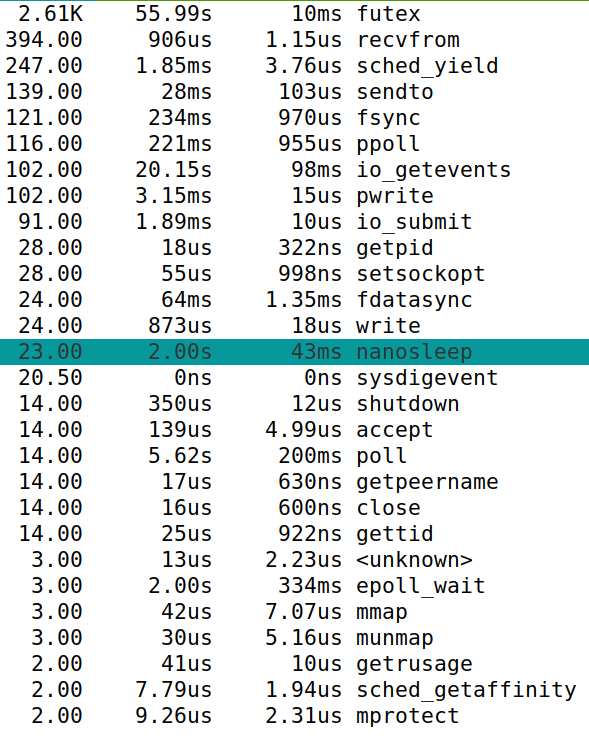 2.61K 55.99s 10ms futex
394.00 906us 1.15us recvfrom
247.00 1.85ms 3.76us sched_yield
139.00 28ms 103us sendto
121.00 234ms 970us fsync
116.00 221ms 955us ppoll
102.00 20.15s 98ms io_getevents
102.00 3.15ms 15us pwrite
91.00 1.89ms 10us io_submit
28.00 18us 322ns getpid
28.00 55us 998ns setsockopt
24.00 64ms 1.35ms fdatasync
24.00 873us 18us write
23.00 2.00s 43ms nanosleep
20.50 0ns 0ns sysdigevent
14.00 350us 12us shutdown
14.00 139us 4.99us accept
14.00 5.62s 200ms poll
14.00 17us 630ns getpeername
14.00 16us 600ns close
14.00 25us 922ns gettid
3.00 13us 2.23us <unknown>
3.00 2.00s 334ms epoll_wait
3.00 42us 7.07us mmap
3.00 30us 5.16us munmap
2.00 41us 10us getrusage
2.00 7.79us 1.94us sched_getaffinity
2.00 9.26us 2.31us mprotect